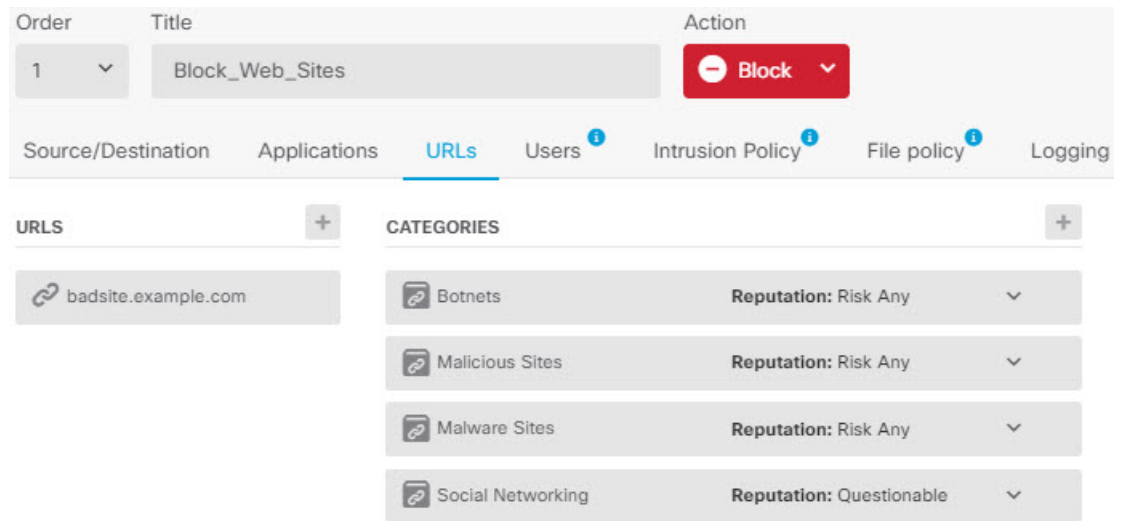 Order Title Action
1 Block_Web_Sites Block
Source/Destination Applications URLs Users Intrusion Policy File policy Logging
URLS CATEGORIES
badsite.example.com Botnets Reputation: Risk Any
Malicious Sites Reputation: Risk Any
Malware Sites Reputation: Risk Any
Social Networking Reputation: Questionable